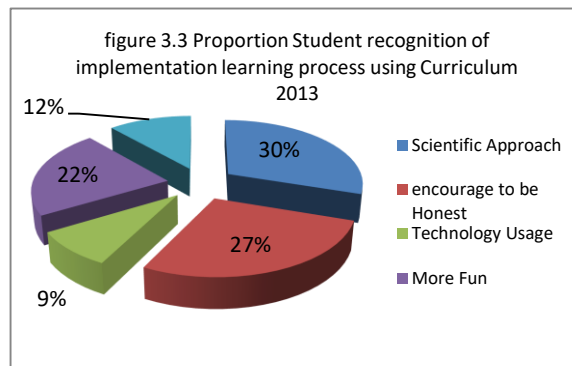 figure 3.3 Proportion Student recognition of
implementation learning process using Curriculum
2013
12%
30%
22%
27%
9%
Scientific Approach
encourage to be
Honest
Technology Usage
More Fun